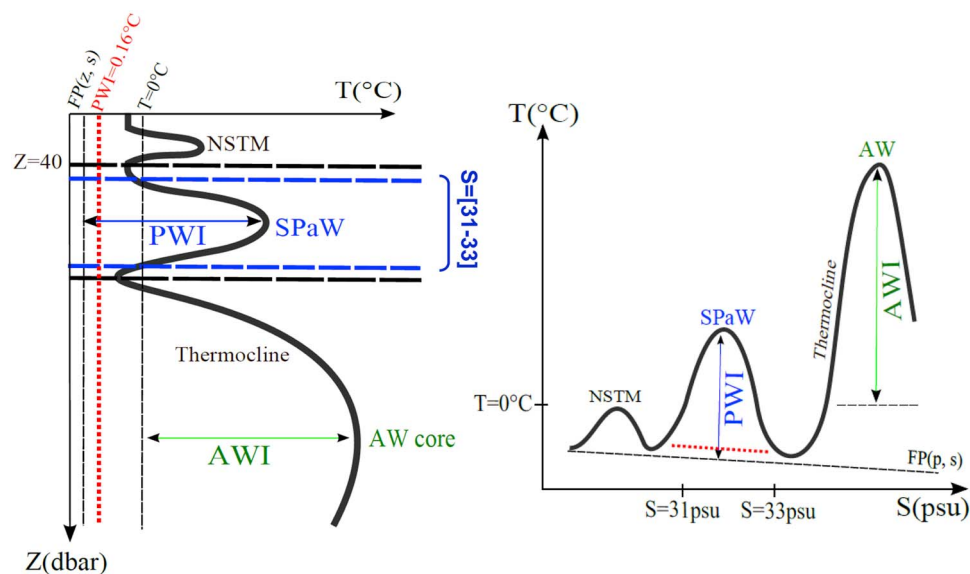 FP(z, s)
PWI=0.16°C
T=0°C
T(°C)
NSTM
Z=40
PWI
SPaW
S=[31-33]
Thermocline
AWI
AW core
Z(dbar)
T(°C)
AW
Thermocline
AWI
SPaW
PWI
NSTM
T=0°C
FP(p, s)
S=31psu
S=33psu
S(psu)